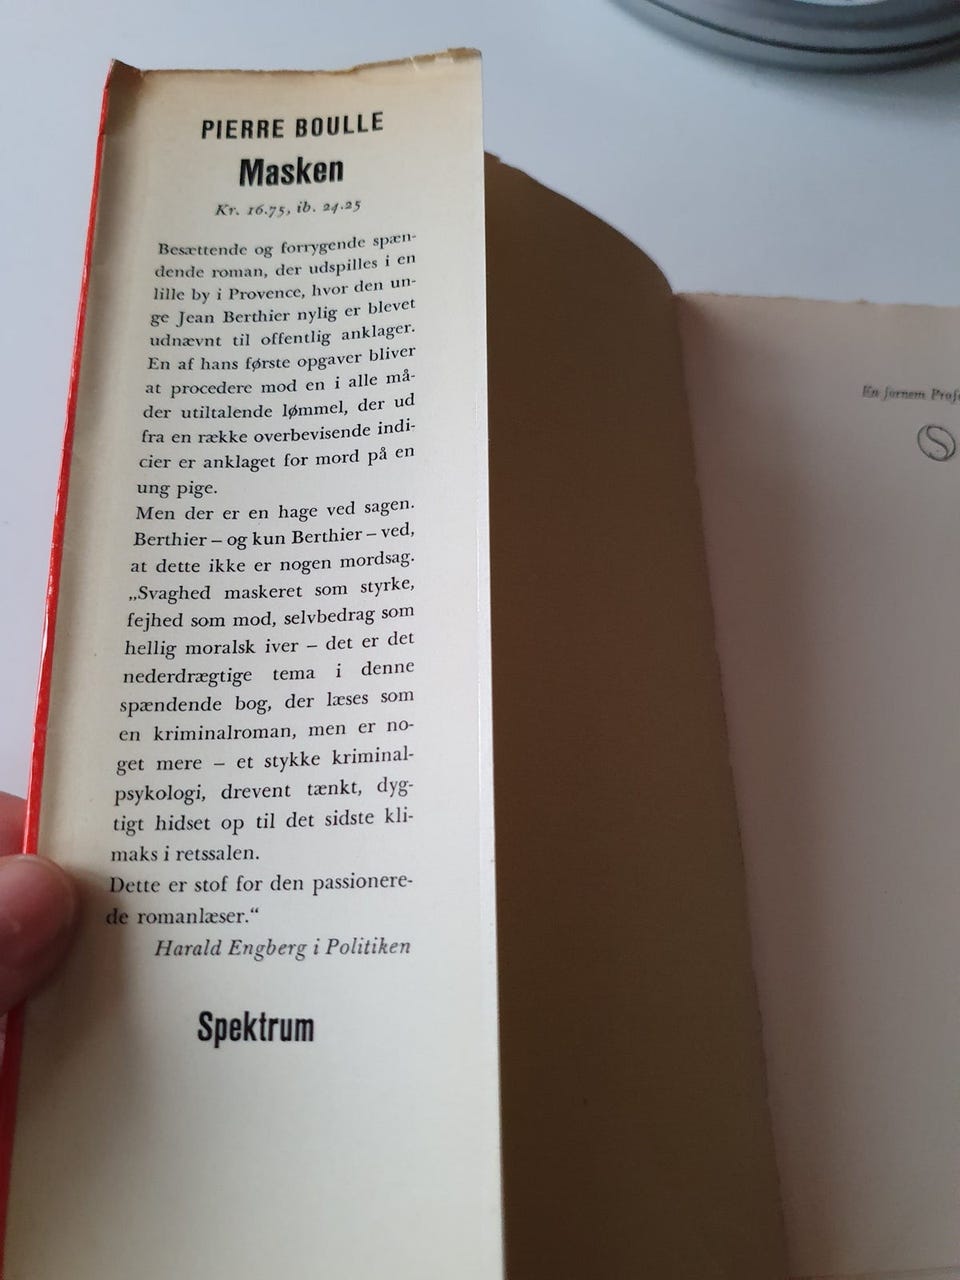 PIERRE BOULLE
Masken
Kr. 16.75, ib. 24.25
Besættende og forrygende spæn-
dende roman, der udspilles i en
lille by i Provence, hvor den un-
ge Jean Berthier nylig er blevet
udnævnt til offentlig anklager.
En af hans første opgaver bliver
at procedere mod en i alle må-
der utiltalende lømmel, der ud
fra en række overbevisende indi-
cier er anklaget for mord på en
ung pige.
Men der er en hage ved sagen.
Berthier – og kun Berthier – ved,
at dette ikke er nogen mordsag.
„Svaghed maskeret som styrke,
fejhed som mod, selvbedrag som
hellig moralsk iver – det er det
nederdrægtige tema i denne
spændende bog, der læses som
en kriminalroman, men er no-
get mere – et stykke kriminal-
psykologi, drevent tænkt, dyg-
tigt hidset op til det sidste kli-
maks i retssalen.
Dette er stof for den passionere-
de romanlæser.“
Harald Engberg i Politiken
Spektrum
En fornem
S